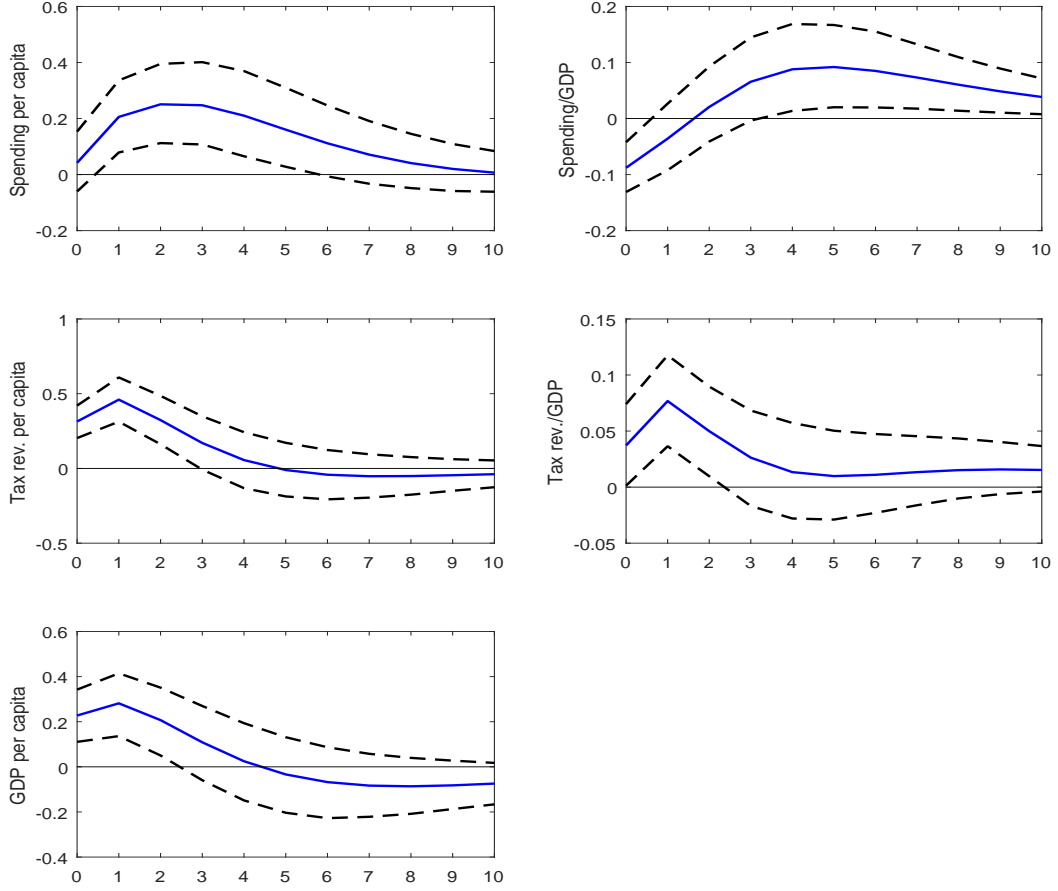 Spending per capita
0.6
0.4
0.2
0
-0.2
0 1 2 3 4 5 6 7 8 9 10
Spending/GDP
0.2
0.1
0
-0.1
-0.2
0 1 2 3 4 5 6 7 8 9 10
Tax rev. per capita
1
0.5
0
-0.5
0 1 2 3 4 5 6 7 8 9 10
Tax rev./GDP
0.15
0.1
0.05
0
-0.05
0 1 2 3 4 5 6 7 8 9 10
GDP per capita
0.6
0.4
0.2
0
-0.2
-0.4
0 1 2 3 4 5 6 7 8 9 10